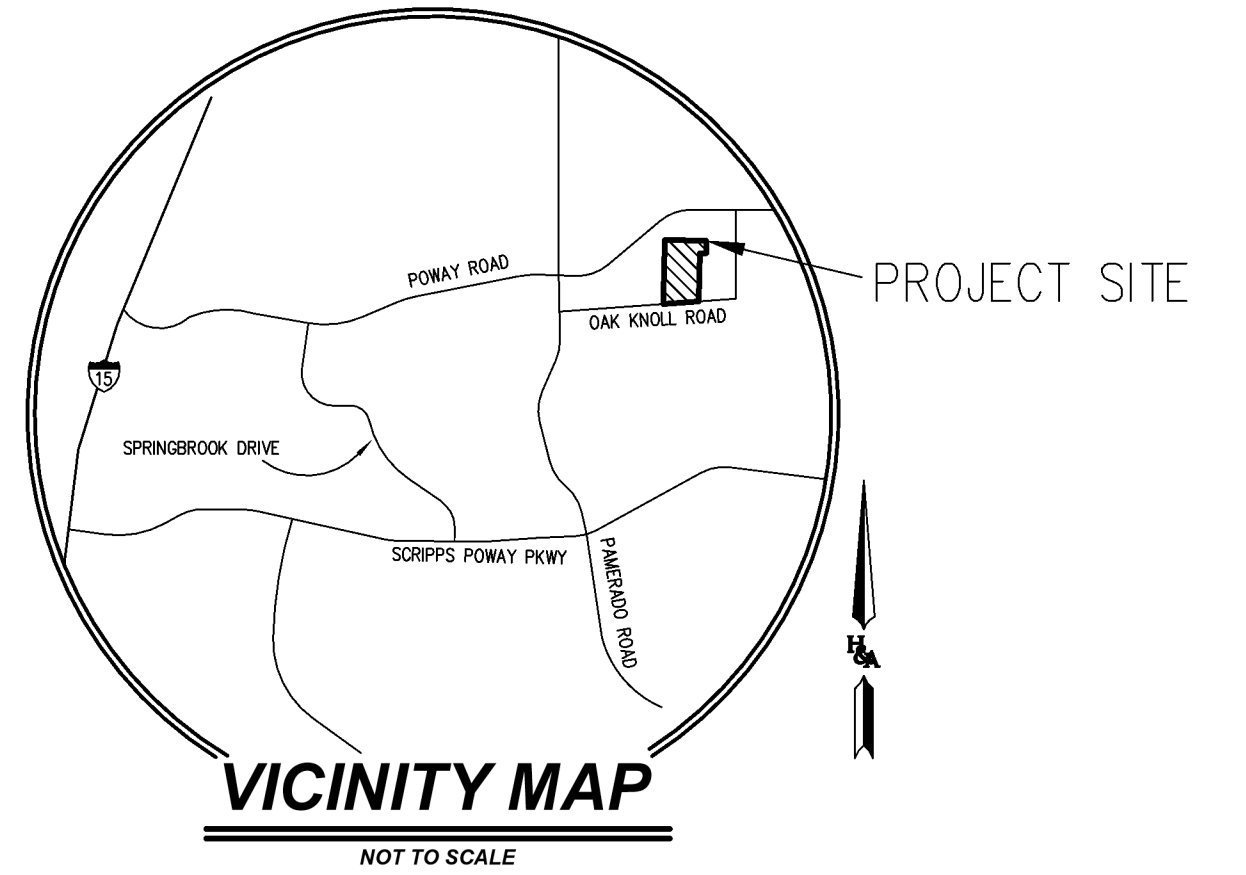 POWAY ROAD
PROJECT SITE
OAK KNOLL ROAD
15
SPRINGBROOK DRIVE
SCRIPPS POWAY PKWY
PAMERADO ROAD
H&A
VICINITY MAP
NOT TO SCALE